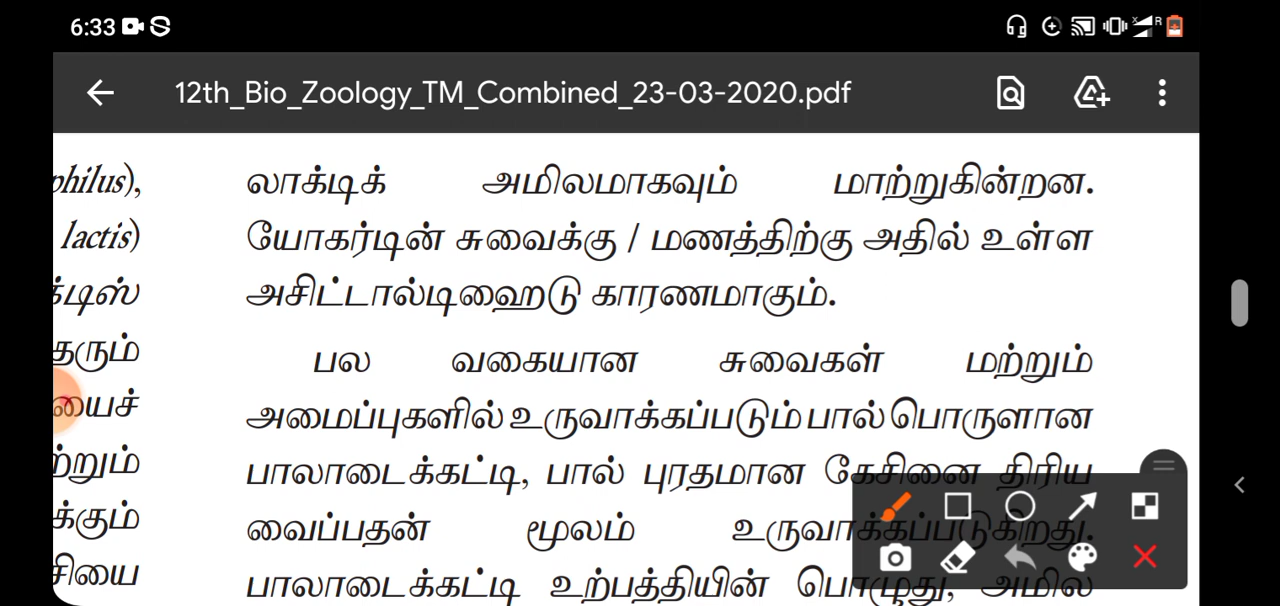 6:33
R
12th_Bio_Zoology_TM_Combined_23-03-2020.pdf
philus),
lactis)
க்டிஸ்
தரும்
யைச்
ற்றும்
க்கும்
சியை
லாக்டிக் அமிலமாகவும் மாற்றுகின்றன.
யோகர்டின் சுவைக்கு / மணத்திற்கு அதில் உள்ள
அசிட்டால்டிஹைடு காரணமாகும்.
பல வகையான சுவைகள் மற்றும்
அமைப்புகளில் உருவாக்கப்படும் பால் பொருளான
பாலாடைக்கட்டி, பால் புரதமான கேசினை திரிய
வைப்பதன் மூலம் உருவாக்கப்படுகிறது.
பாலாடைக்கட்டி உற்பத்தியின் பொழுது, அமில